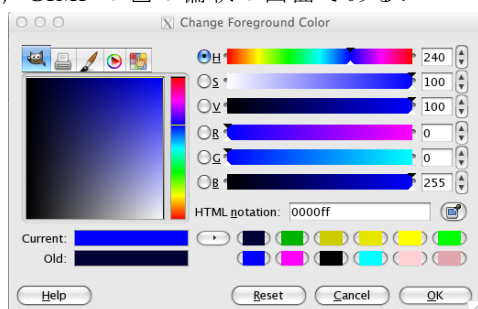 Change Foreground Color
H 240
S 100
V 100
R 0
G 0
B 255
HTML notation: 0000ff
Current:
Old:
Help Reset Cancel OK